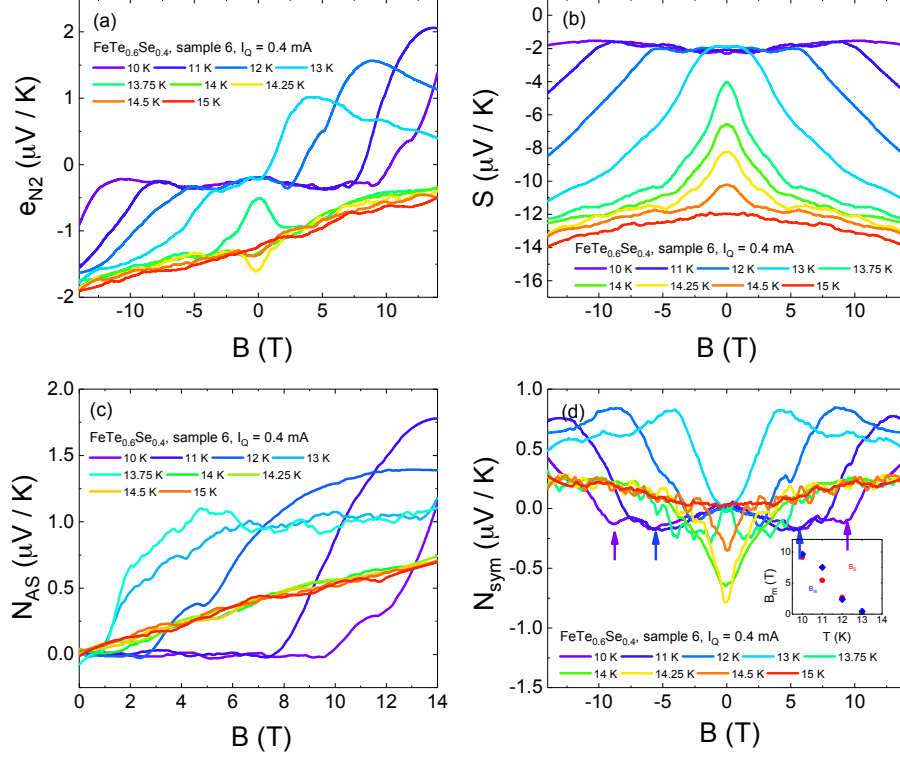 (a)
FeTe0.6Se0.4, sample 6, IQ = 0.4 mA
10 K 11 K 12 K 13 K
13.75 K 14 K 14.25 K
14.5 K 15 K
eN2 (μV / K)
2
1
0
-1
-2
-10 -5 0 5 10
B (T)
(b)
S (μV / K)
0
-2
-4
-6
-8
-10
-12
-14
-16
FeTe0.6Se0.4, sample 6, IQ = 0.4 mA
10 K 11 K 12 K 13 K 13.75 K
14 K 14.25 K 14.5 K 15 K
-10 -5 0 5 10
B (T)
(c)
FeTe0.6Se0.4, sample 6, IQ = 0.4 mA
10 K 11 K 12 K 13 K
13.75 K 14 K 14.25 K
14.5 K 15 K
NAS (μV / K)
2.0
1.5
1.0
0.5
0.0
0 2 4 6 8 10 12 14
B (T)
(d)
Nsym (μV / K)
1.0
0.5
0.0
-0.5
-1.0
-1.5
Bm (T)
10
5
0
Bs
Bm
10 11 12 13 14
T (K)
FeTe0.6Se0.4, sample 6, IQ = 0.4 mA
10 K 11 K 12 K 13 K 13.75 K
14 K 14.25 K 14.5 K 15 K
-10 -5 0 5 10
B (T)